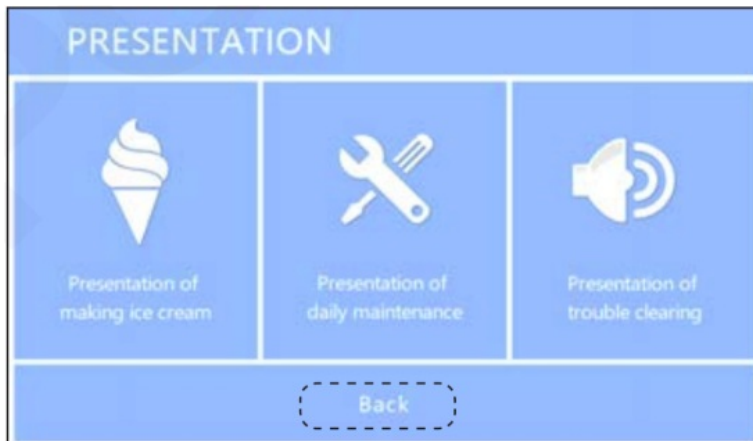 PRESENTATION
Presentation of
making ice cream
Presentation of
daily maintenance
Presentation of
trouble clearing
Back